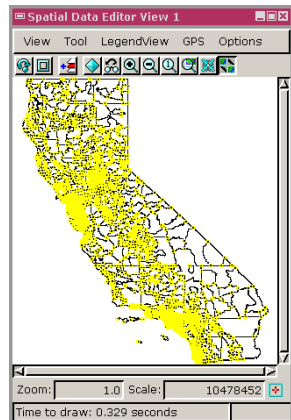 Spatial Data Editor View 1
View Tool LegendView GPS Options
Zoom: 1.0 Scale: 10478452
Time to draw: 0.329 seconds